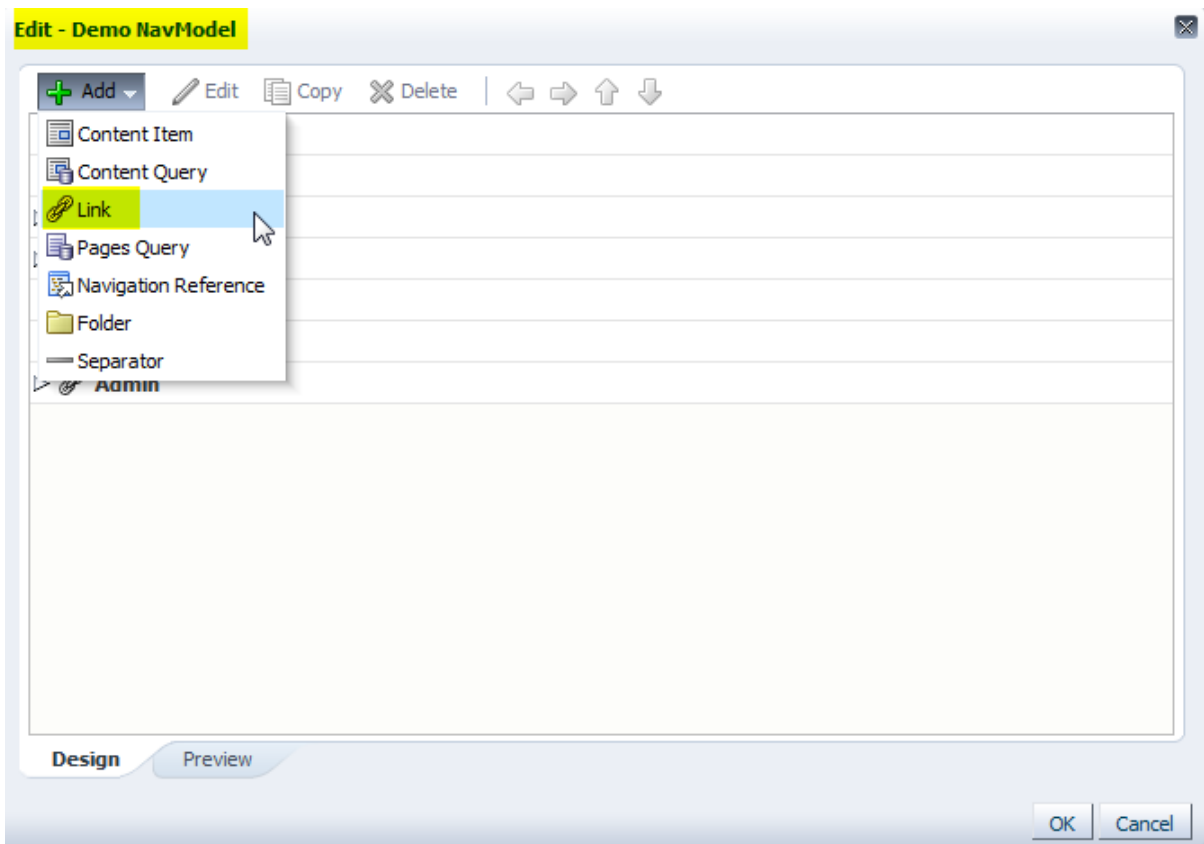 Edit - Demo NavModel
Add Edit Copy Delete
Content Item
Content Query
Link
Pages Query
Navigation Reference
Folder
Separator
Admin
Design Preview
OK Cancel